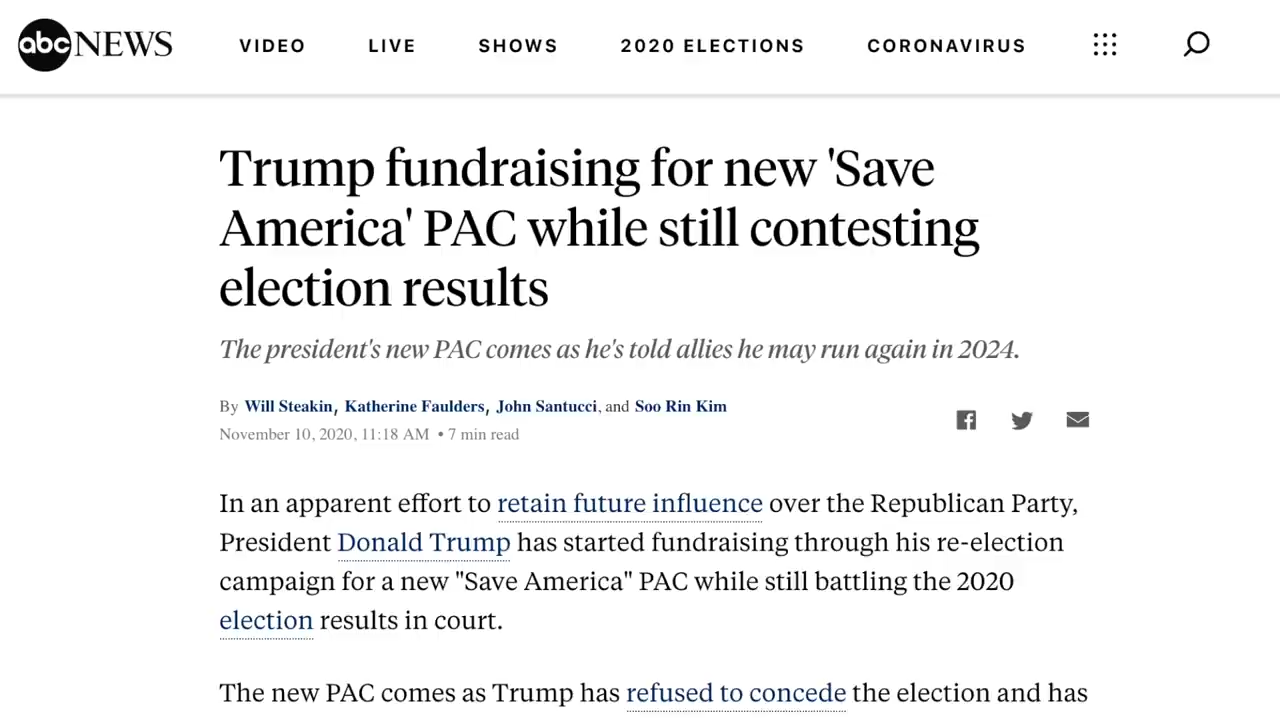 abc NEWS VIDEO LIVE SHOWS 2020 ELECTIONS CORONAVIRUS
Trump fundraising for new 'Save
America' PAC while still contesting
election results
The president's new PAC comes as he's told allies he may run again in 2024.
By Will Steakin, Katherine Faulders, John Santucci, and Soo Rin Kim
November 10, 2020, 11:18 AM • 7 min read
In an apparent effort to retain future influence over the Republican Party,
President Donald Trump has started fundraising through his re-election
campaign for a new "Save America" PAC while still battling the 2020
election results in court.
The new PAC comes as Trump has refused to concede the election and has